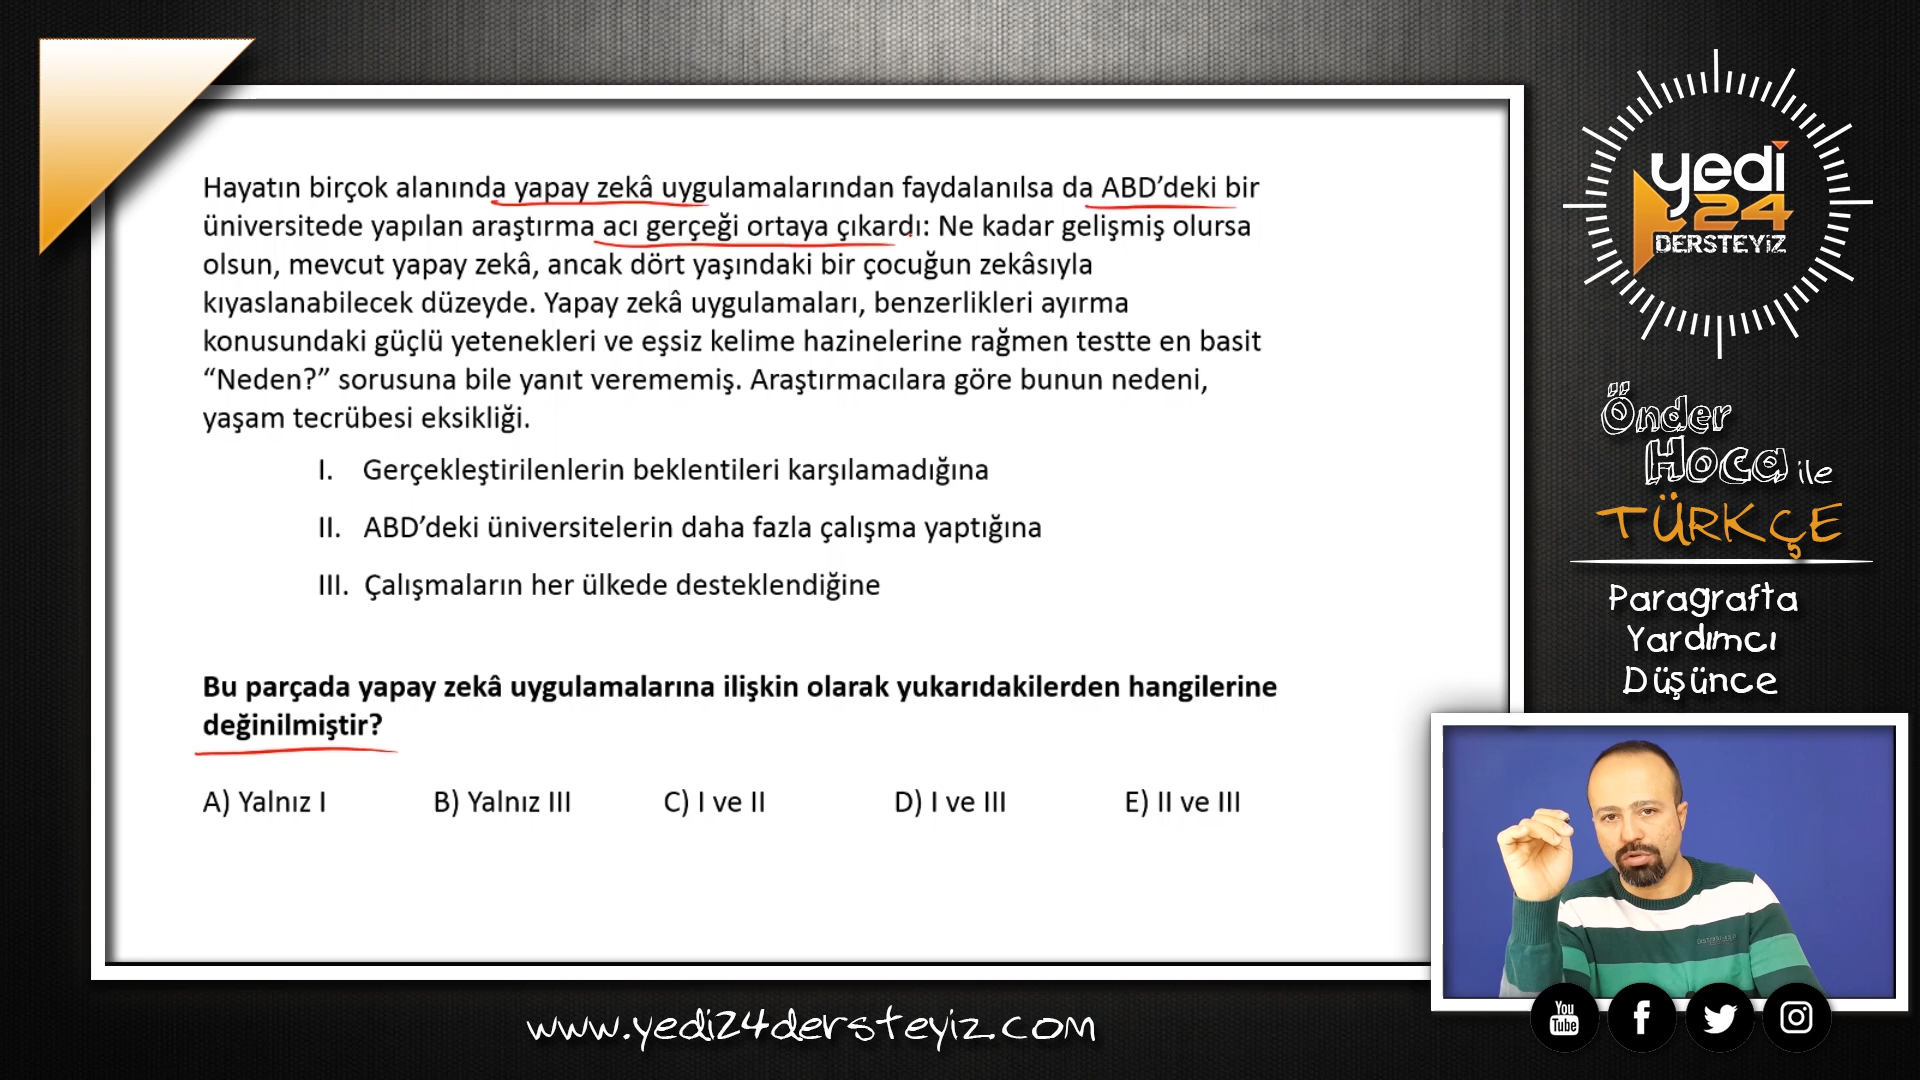 Hayatın birçok alanında yapay zekâ uygulamalarından faydalanılsa da ABD’deki bir
üniversitede yapılan araştırma acı gerçeği ortaya çıkardı: Ne kadar gelişmiş olursa
olsun, mevcut yapay zekâ, ancak dört yaşındaki bir çocuğun zekâsıyla
kıyaslanabilecek düzeyde. Yapay zekâ uygulamaları, benzerlikleri ayırma
konusundaki güçlü yetenekleri ve eşsiz kelime hazinelerine rağmen testte en basit
“Neden?” sorusuna bile yanıt verememiş. Araştırmacılara göre bunun nedeni,
yaşam tecrübesi eksikliği.
I. Gerçekleştirilenlerin beklentileri karşılamadığına
II. ABD’deki üniversitelerin daha fazla çalışma yaptığına
III. Çalışmaların her ülkede desteklendiğine
Bu parçada yapay zekâ uygulamalarına ilişkin olarak yukarıdakilerden hangilerine
değinilmiştir?
A) Yalnız I B) Yalnız III C) I ve II D) I ve III E) II ve III
yedi
24
DERSTEYİZ
Önder
Hoca ile
TÜRKÇE
Paragrafta
Yardımcı
Düşünce
www.yedi24dersteyiz.com
You
Tube